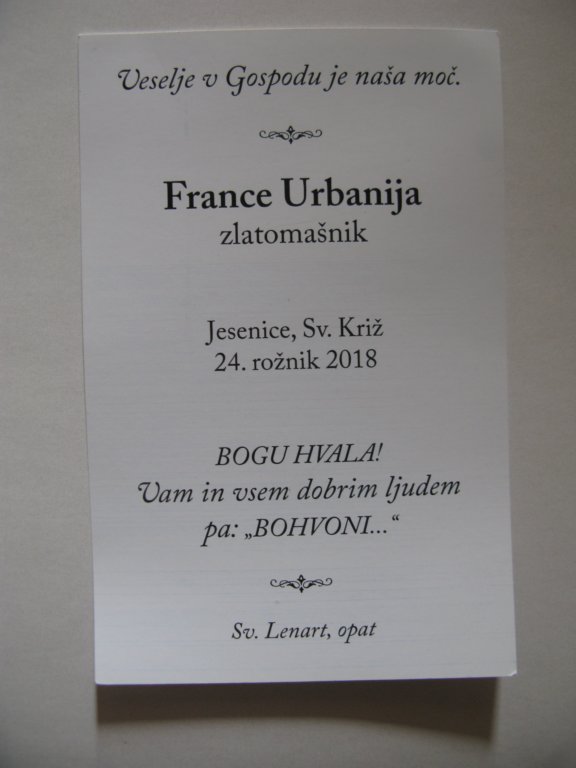 Veselje v Gospodu je naša moč.
France Urbanija
zlatomašnik
Jesenice, Sv. Križ
24. rožnik 2018
BOGU HVALA!
Vam in vsem dobrim ljudem
pa: „BOHVONI...“
Sv. Lenart, opat